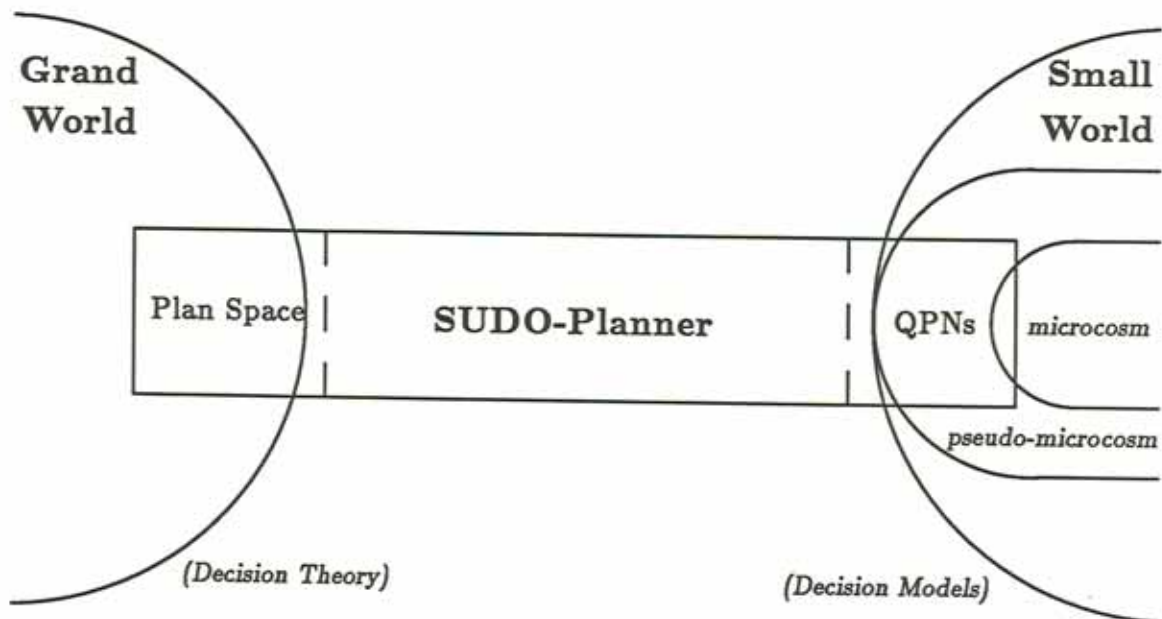 Grand
World
Small
World
Plan Space
SUDO-Planner
QPNs
microcosm
pseudo-microcosm
(Decision Theory)
(Decision Models)